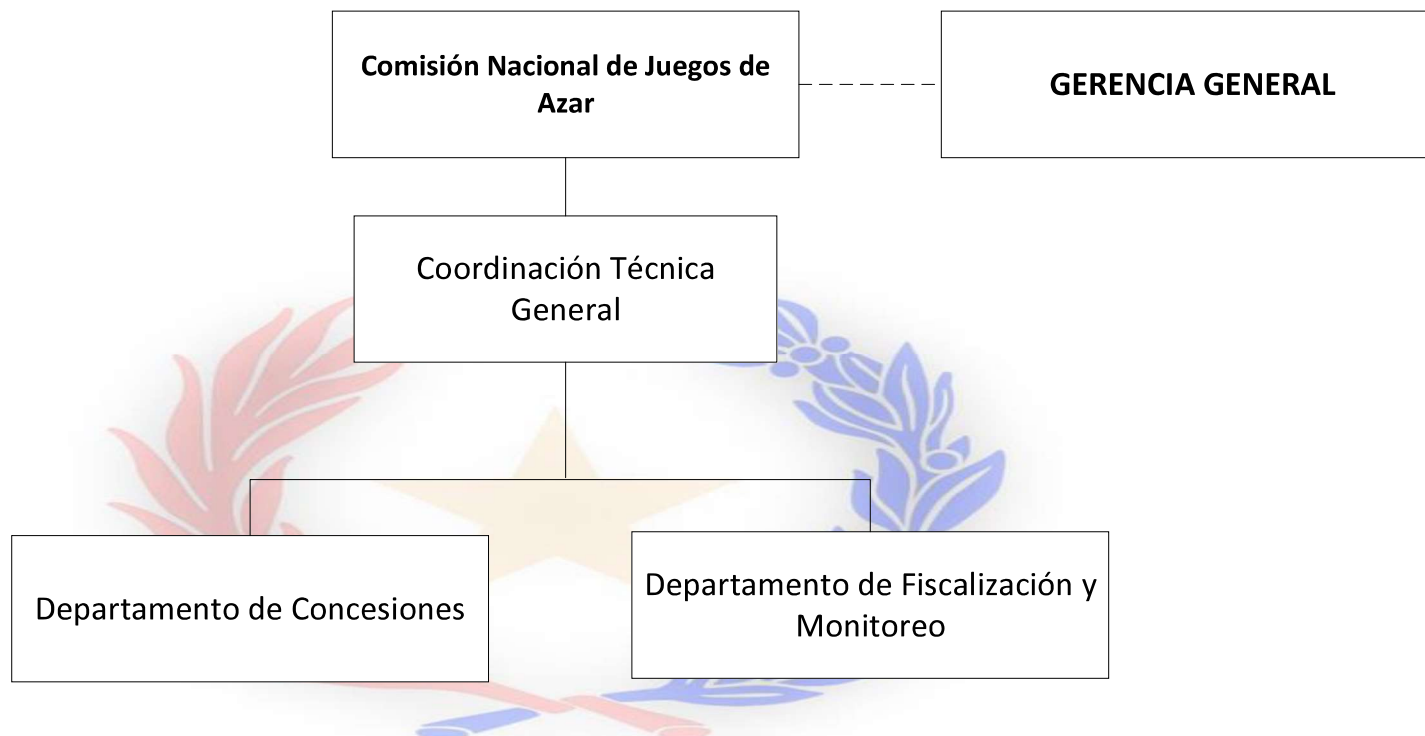 Comisión Nacional de Juegos de
Azar
GERENCIA GENERAL
Coordinación Técnica
General
Departamento de Concesiones
Departamento de Fiscalización y
Monitoreo